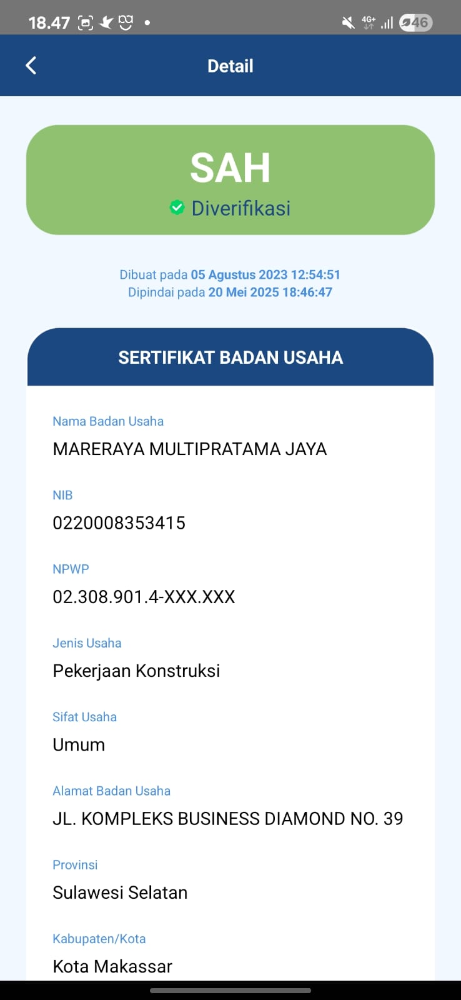 18.47
4G+
46
Detail
SAH
Diverifikasi
Dibuat pada 05 Agustus 2023 12:54:51
Dipindai pada 20 Mei 2025 18:46:47
SERTIFIKAT BADAN USAHA
Nama Badan Usaha
MARERAYA MULTIPRATAMA JAYA
NIB
0220008353415
NPWP
02.308.901.4-XXX.XXX
Jenis Usaha
Pekerjaan Konstruksi
Sifat Usaha
Umum
Alamat Badan Usaha
JL. KOMPLEKS BUSINESS DIAMOND NO. 39
Provinsi
Sulawesi Selatan
Kabupaten/Kota
Kota Makassar